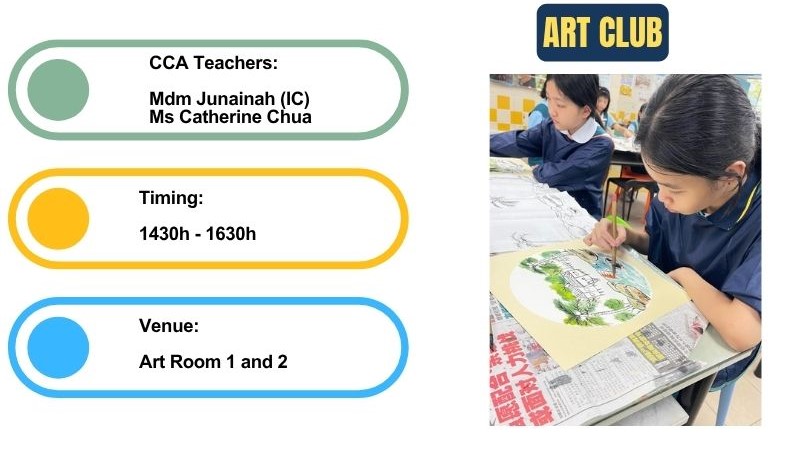 ART CLUB
CCA Teachers:
Mdm Junainah (IC)
Ms Catherine Chua
Timing:
1430h - 1630h
Venue:
Art Room 1 and 2